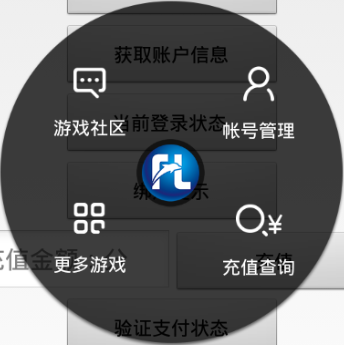 获取账户信息
游戏社区
当前登录状态
帐号管理
更多游戏
充值查询
验证支付状态